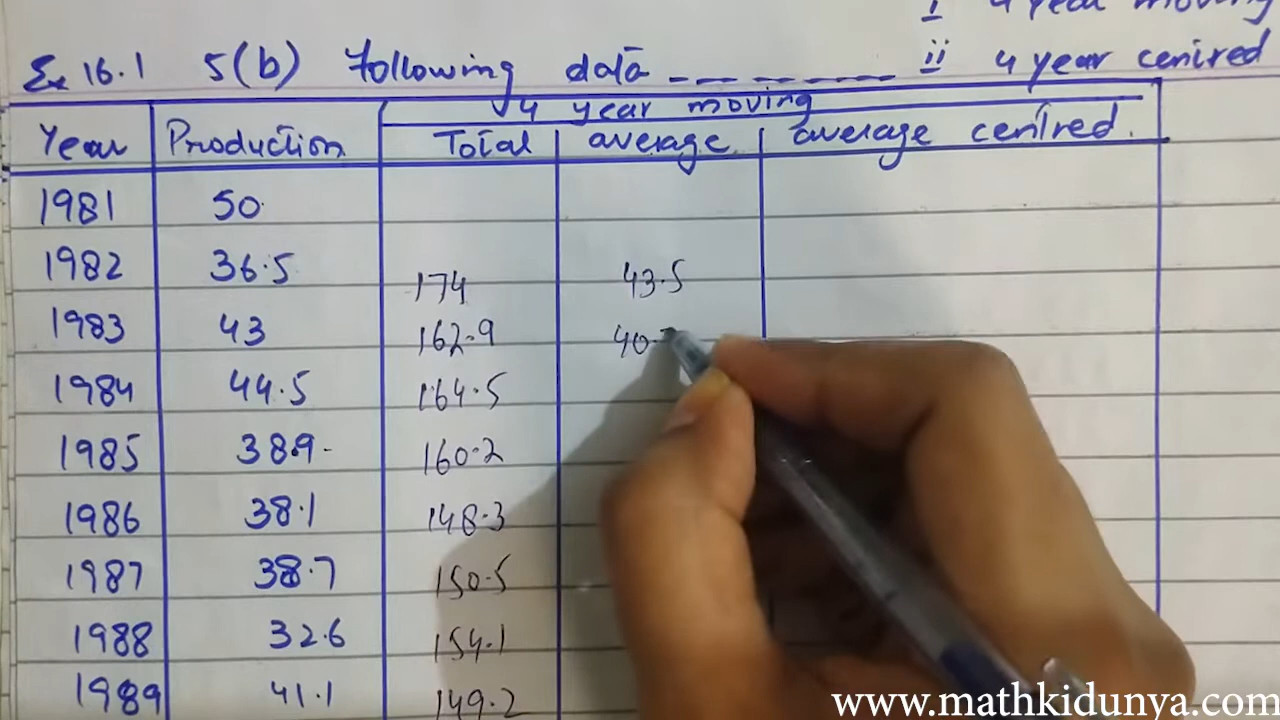 i 4 year moving
Ex 16.1 5(b) Following data ------- ii 4 year centred
4 year moving
Year Production Total average average centred.
1981 50
1982 36.5
174 43.5
1983 43 162.9 40.
1984 44.5 164.5
1985 38.9 160.2
1986 38.1 148.3
1987 38.7 150.5
1988 32.6 154.1
1989 41.1 149.2
www.mathkidunya.com